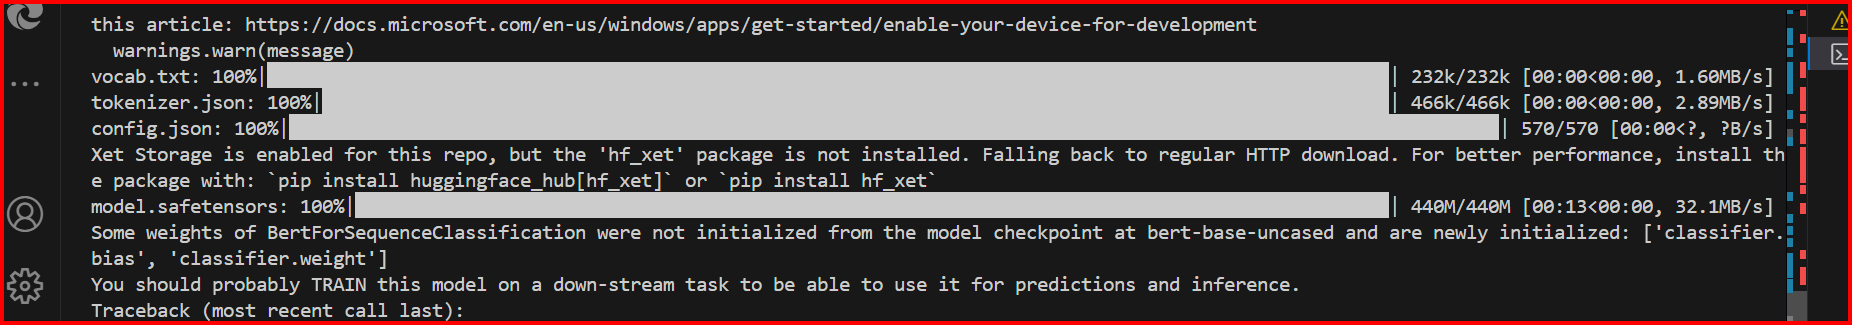 this article: https://docs.microsoft.com/en-us/windows/apps/get-started/enable-your-device-for-development
  warnings.warn(message)
vocab.txt: 100%| | 232k/232k [00:00<00:00, 1.60MB/s]
tokenizer.json: 100%| | 466k/466k [00:00<00:00, 2.89MB/s]
config.json: 100%| | 570/570 [00:00<?, ?B/s]
Xet Storage is enabled for this repo, but the 'hf_xet' package is not installed. Falling back to regular HTTP download. For better performance, install th
e package with: `pip install huggingface_hub[hf_xet]` or `pip install hf_xet`
model.safetensors: 100%| | 440M/440M [00:13<00:00, 32.1MB/s]
Some weights of BertForSequenceClassification were not initialized from the model checkpoint at bert-base-uncased and are newly initialized: ['classifier.
bias', 'classifier.weight']
You should probably TRAIN this model on a down-stream task to be able to use it for predictions and inference.
Traceback (most recent call last):